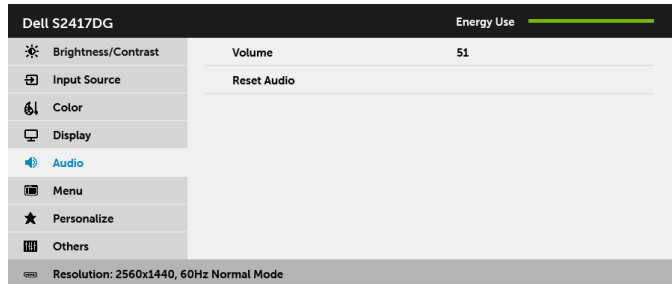 Dell S2417DG
Energy Use
Brightness/Contrast
Volume
51
Input Source
Reset Audio
Color
Display
Audio
Menu
Personalize
Others
Resolution: 2560x1440, 60Hz Normal Mode